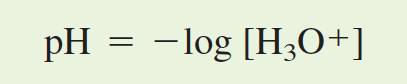 pH = −log [H₃O+]